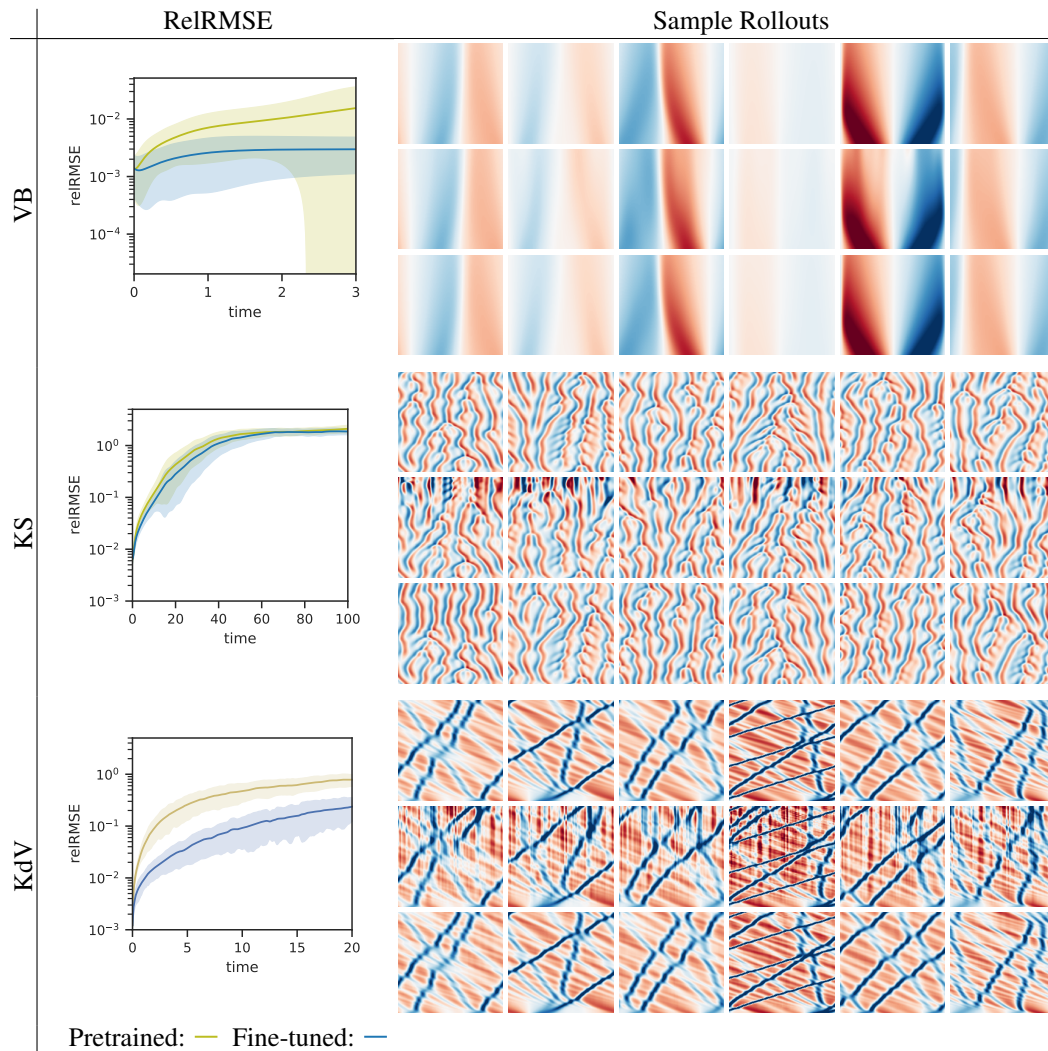 RelRMSE Sample Rollouts
VB
relRMSE
10⁻²
10⁻³
10⁻⁴
0 1 2 3
time
KS
relRMSE
10⁰
10⁻¹
10⁻²
10⁻³
0 20 40 60 80 100
time
KdV
relRMSE
10⁰
10⁻¹
10⁻²
10⁻³
0 5 10 15 20
time
Pretrained: Fine-tuned: